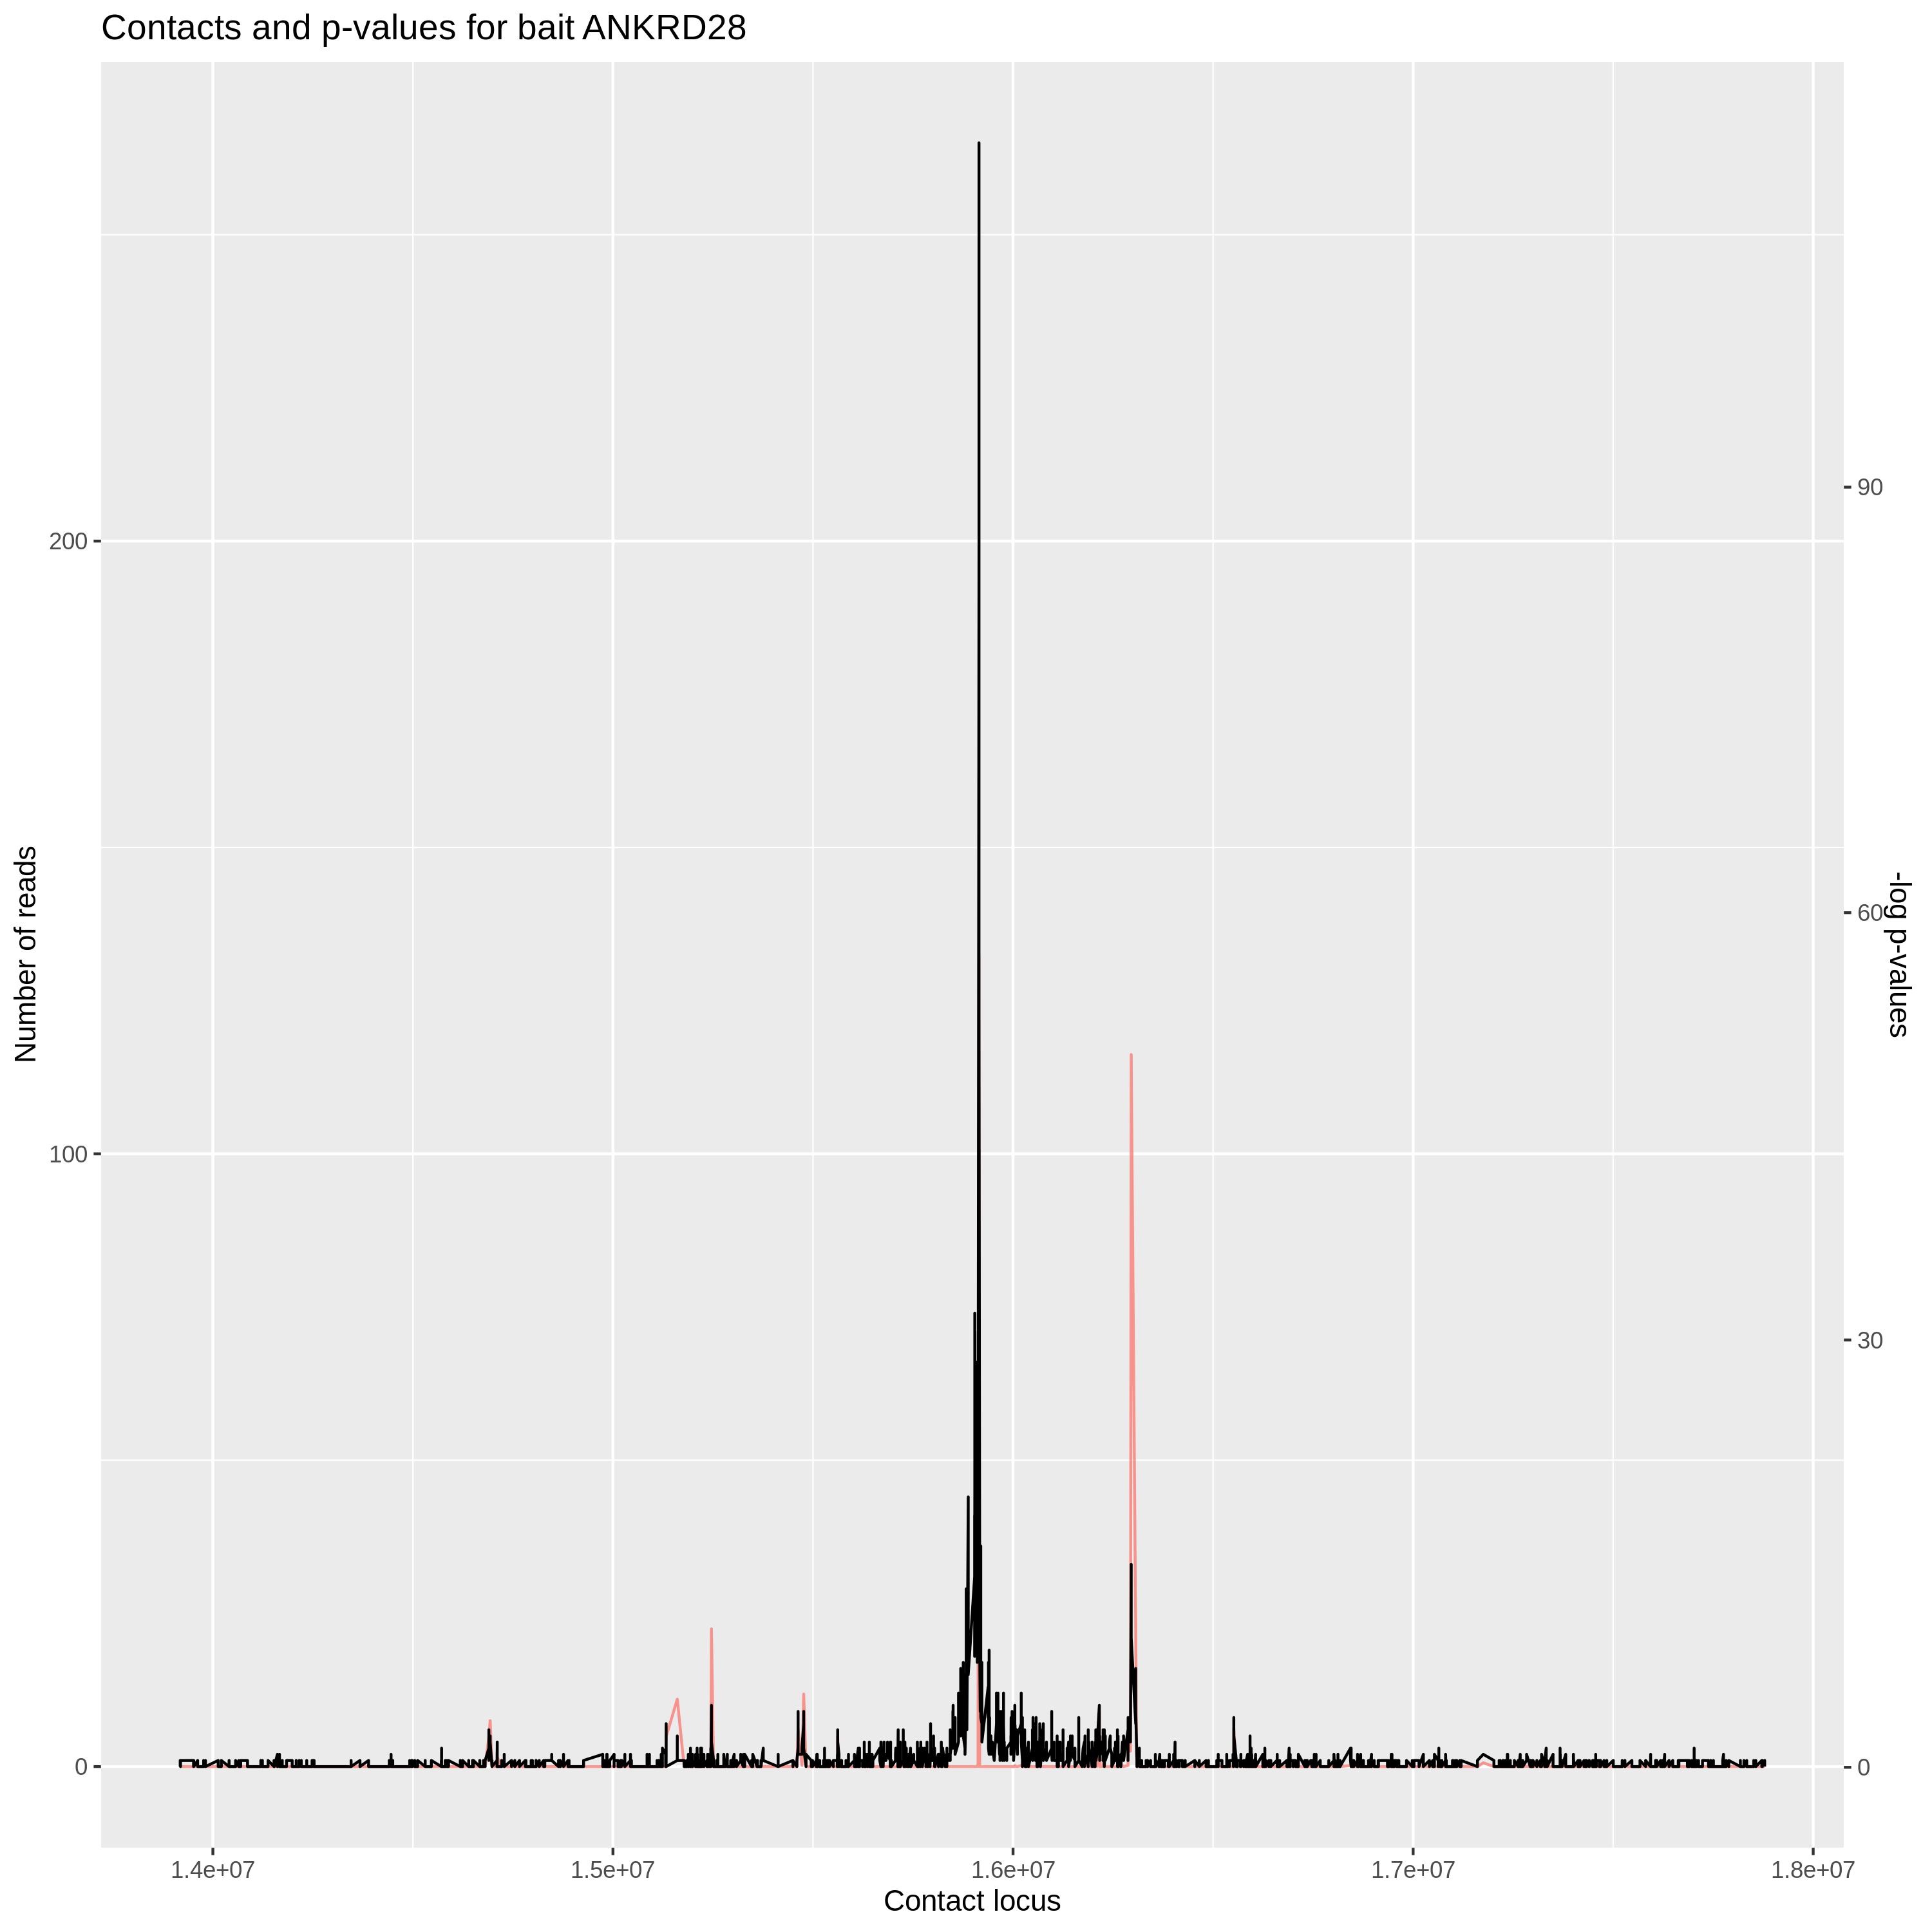 Contacts and p-values for bait ANKRD28
Number of reads
200
100
0
90
60
30
0
-log p-values
1.4e+07
1.5e+07
1.6e+07
1.7e+07
1.8e+07
Contact locus